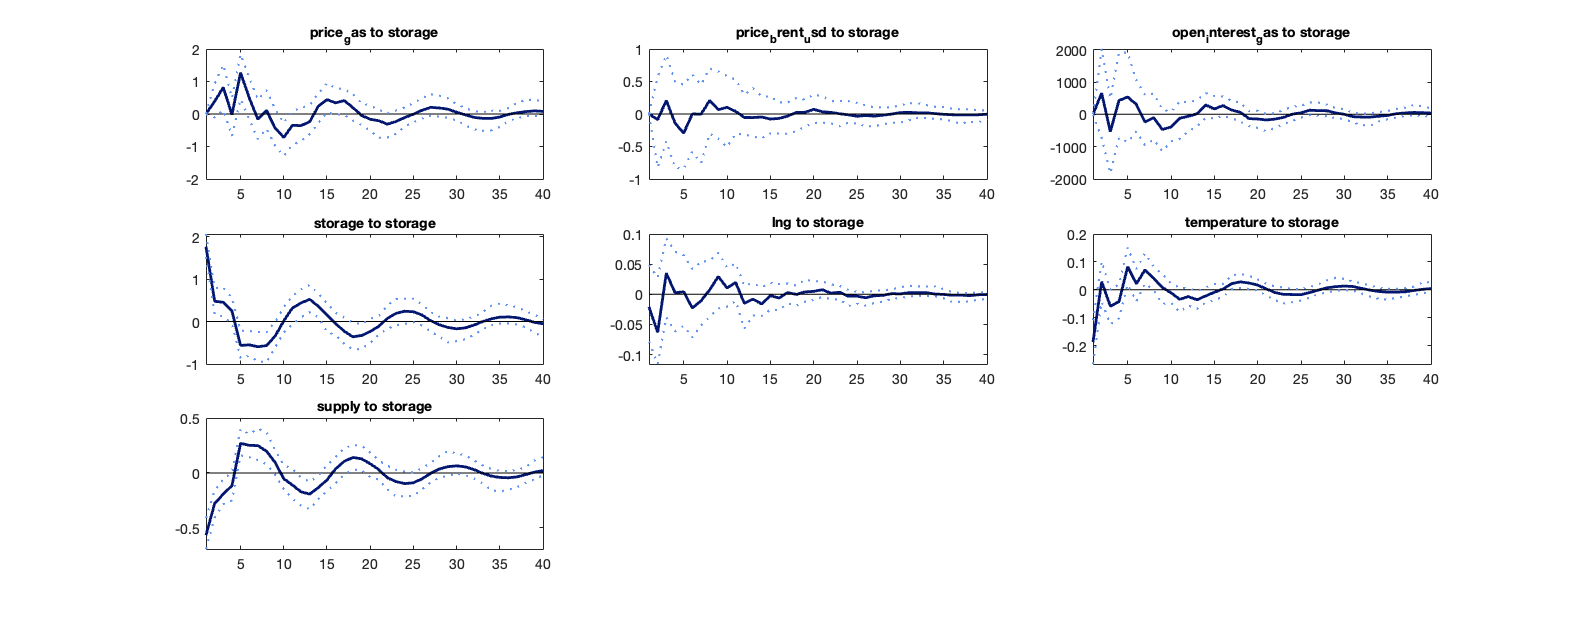 price_gas to storage
price_brent_usd to storage
open_interest_gas to storage
2
1
0
-1
-2
5 10 15 20 25 30 35 40
1
0.5
0
-0.5
-1
5 10 15 20 25 30 35 40
2000
1000
0
-1000
-2000
5 10 15 20 25 30 35 40
storage to storage
lng to storage
temperature to storage
2
1
0
-1
5 10 15 20 25 30 35 40
0.1
0.05
0
-0.05
-0.1
5 10 15 20 25 30 35 40
0.2
0.1
0
-0.1
-0.2
5 10 15 20 25 30 35 40
supply to storage
0.5
0
-0.5
5 10 15 20 25 30 35 40